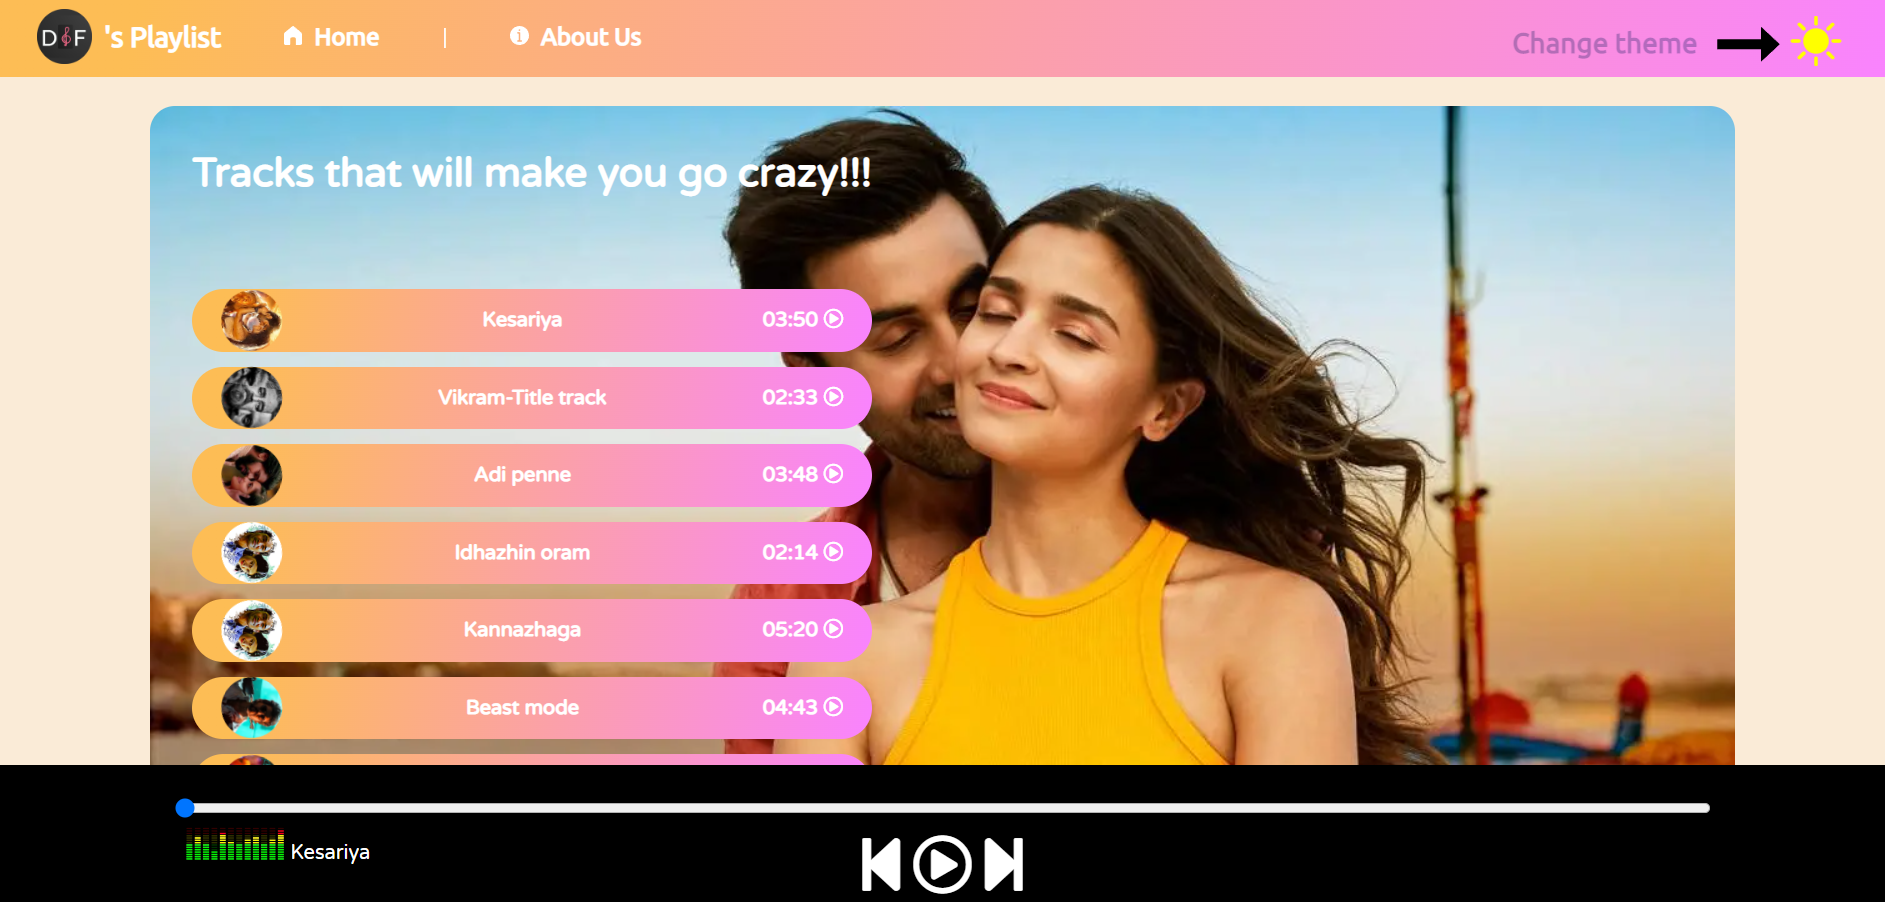 D F 's Playlist Home | About Us Change theme
Tracks that will make you go crazy!!!
Kesariya 03:50
Vikram-Title track 02:33
Adi penne 03:48
Idhazhin oram 02:14
Kannazhaga 05:20
Beast mode 04:43
Kesariya